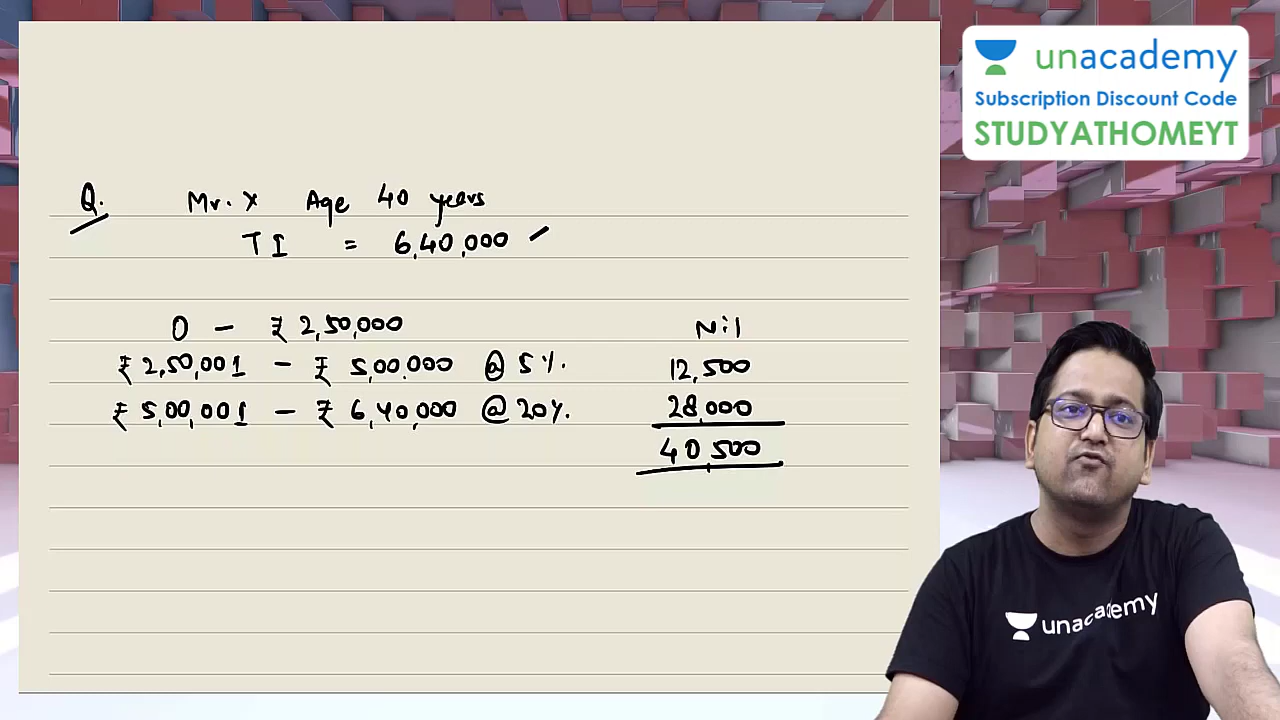 unacademy
Subscription Discount Code
STUDYATHOMEYT
Q. Mr. X Age 40 years
TI = 6,40,000
0 - ₹ 2,50,000 Nil
₹ 2,50,001 - ₹ 5,00,000 @ 5%. 12,500
₹ 5,00,001 - ₹ 6,40,000 @ 20%. 28,000
40,500
unacademy